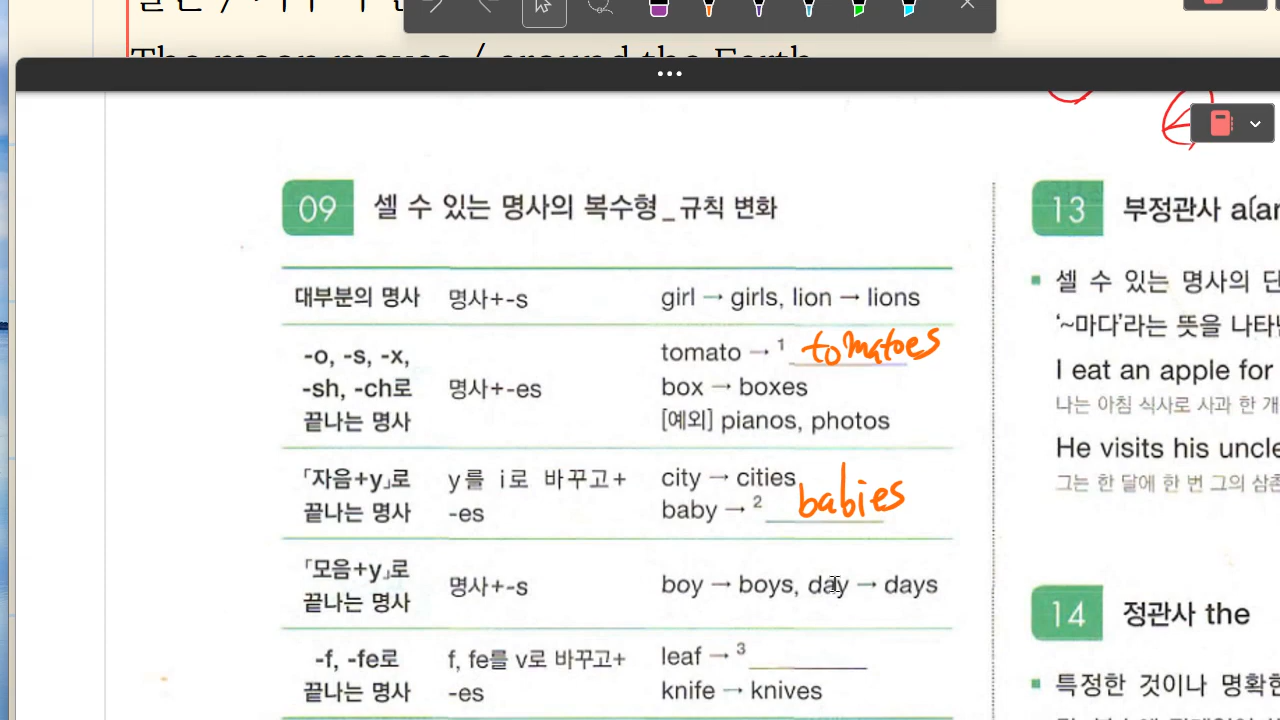 The moon moves / around the Earth
09 셀 수 있는 명사의 복수형_규칙 변화
대부분의 명사 명사+-s girl → girls, lion → lions
-o, -s, -x,
-sh, -ch로
끝나는 명사
명사+-es
tomato → 1 tomatoes
box → boxes
[예외] pianos, photos
「자음+y」로
끝나는 명사
y를 i로 바꾸고+
-es
city → cities
baby → 2 babies
「모음+y」로
끝나는 명사
명사+-s
boy → boys, day → days
-f, -fe로
끝나는 명사
f, fe를 v로 바꾸고+
-es
leaf → 3
knife → knives
13 부정관사 a(an
셀 수 있는 명사의 단
'~마다'라는 뜻을 나타
I eat an apple for
나는 아침 식사로 사과 한 개
He visits his uncle
그는 한 달에 한 번 그의 삼촌
14 정관사 the
특정한 것이나 명확한